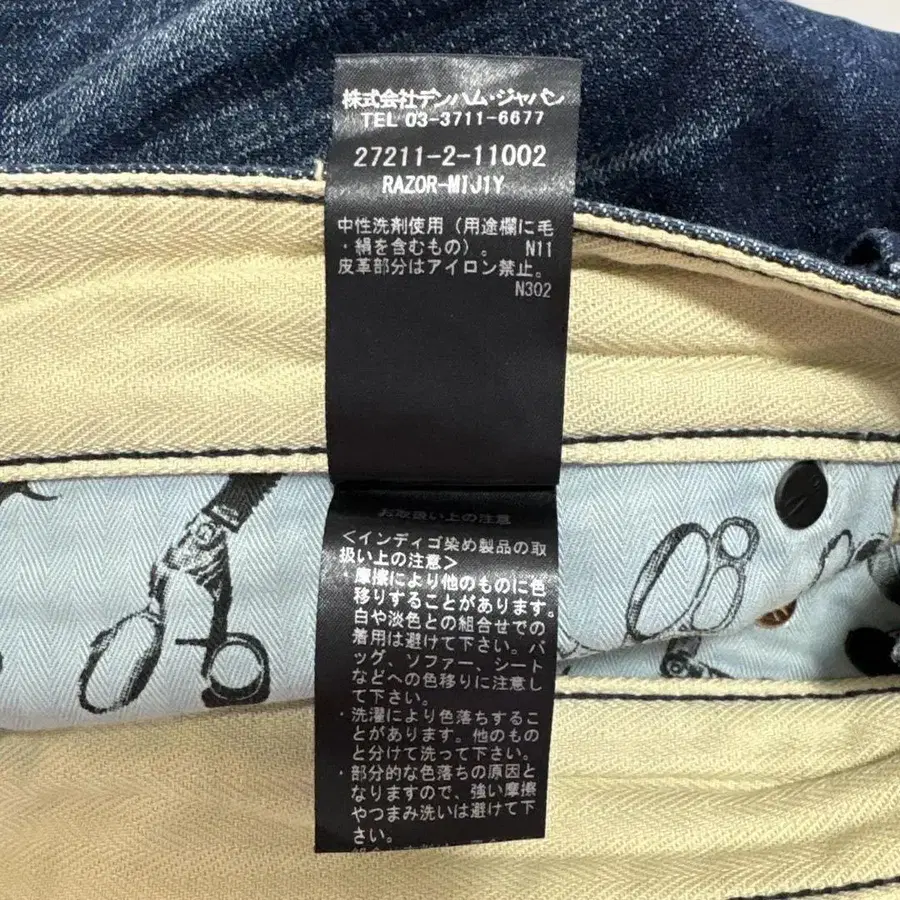 株式会社デンハム・ジャパン
TEL 03-3711-6677
27211-2-11002
RAZOR-MIJ1Y
中性洗剤使用（用途欄に毛
・絹を含むもの）。 N11
皮革部分はアイロン禁止。
N302
お取扱い上の注意
<インディゴ染め製品の取
扱い上の注意>
・摩擦により他のものに色
移りすることがあります。
白や淡色との組合せでの
着用は避けて下さい。バ
ッグ、ソファー、シート
などへの色移りに注意し
て下さい。
・洗濯により色落ちするこ
とがあります。他のもの
と分けて洗って下さい。
・部分的な色落ちの原因と
なりますので、強い摩擦
やつまみ洗いは避けて下
さい。